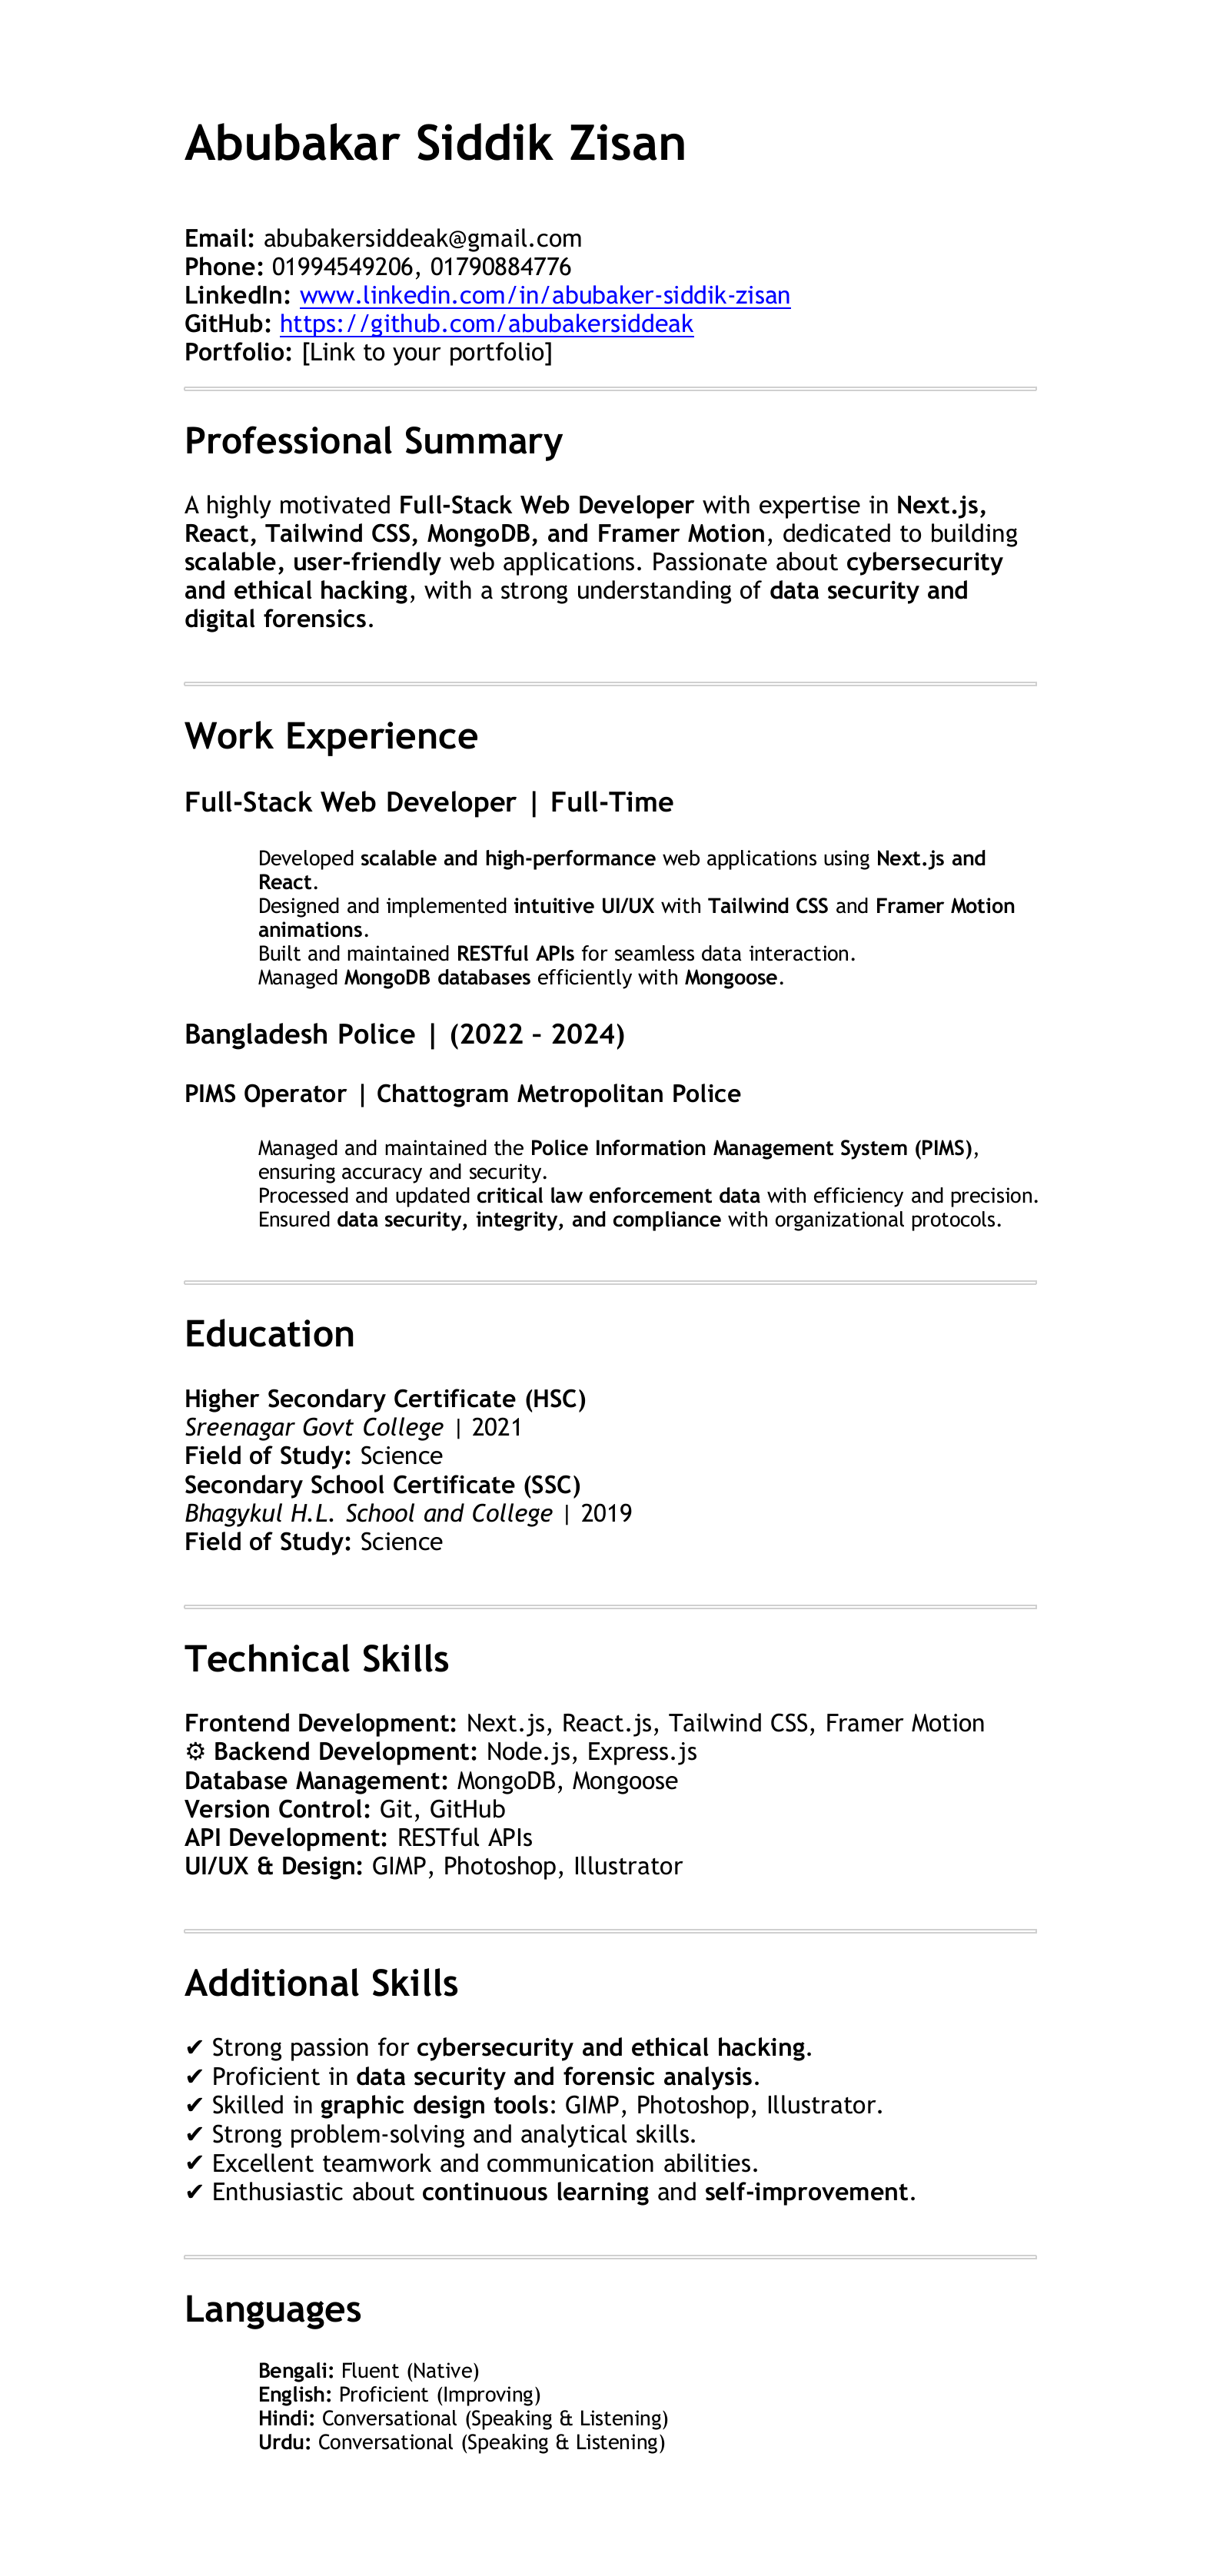 Abubakar Siddik Zisan
Email: abubakersiddeak@gmail.com
Phone: 01994549206, 01790884776
LinkedIn: www.linkedin.com/in/abubaker-siddik-zisan
GitHub: https://github.com/abubakersiddeak
Portfolio: [Link to your portfolio]
Professional Summary
A highly motivated Full-Stack Web Developer with expertise in Next.js,
React, Tailwind CSS, MongoDB, and Framer Motion, dedicated to building
scalable, user-friendly web applications. Passionate about cybersecurity
and ethical hacking, with a strong understanding of data security and
digital forensics.
Work Experience
Full-Stack Web Developer | Full-Time
Developed scalable and high-performance web applications using Next.js and
React.
Designed and implemented intuitive UI/UX with Tailwind CSS and Framer Motion
animations.
Built and maintained RESTful APIs for seamless data interaction.
Managed MongoDB databases efficiently with Mongoose.
Bangladesh Police | (2022 – 2024)
PIMS Operator | Chattogram Metropolitan Police
Managed and maintained the Police Information Management System (PIMS),
ensuring accuracy and security.
Processed and updated critical law enforcement data with efficiency and precision.
Ensured data security, integrity, and compliance with organizational protocols.
Education
Higher Secondary Certificate (HSC)
Sreenagar Govt College | 2021
Field of Study: Science
Secondary School Certificate (SSC)
Bhagykul H.L. School and College | 2019
Field of Study: Science
Technical Skills
Frontend Development: Next.js, React.js, Tailwind CSS, Framer Motion
⚙ Backend Development: Node.js, Express.js
Database Management: MongoDB, Mongoose
Version Control: Git, GitHub
API Development: RESTful APIs
UI/UX & Design: GIMP, Photoshop, Illustrator
Additional Skills
✔ Strong passion for cybersecurity and ethical hacking.
✔ Proficient in data security and forensic analysis.
✔ Skilled in graphic design tools: GIMP, Photoshop, Illustrator.
✔ Strong problem-solving and analytical skills.
✔ Excellent teamwork and communication abilities.
✔ Enthusiastic about continuous learning and self-improvement.
Languages
Bengali: Fluent (Native)
English: Proficient (Improving)
Hindi: Conversational (Speaking & Listening)
Urdu: Conversational (Speaking & Listening)